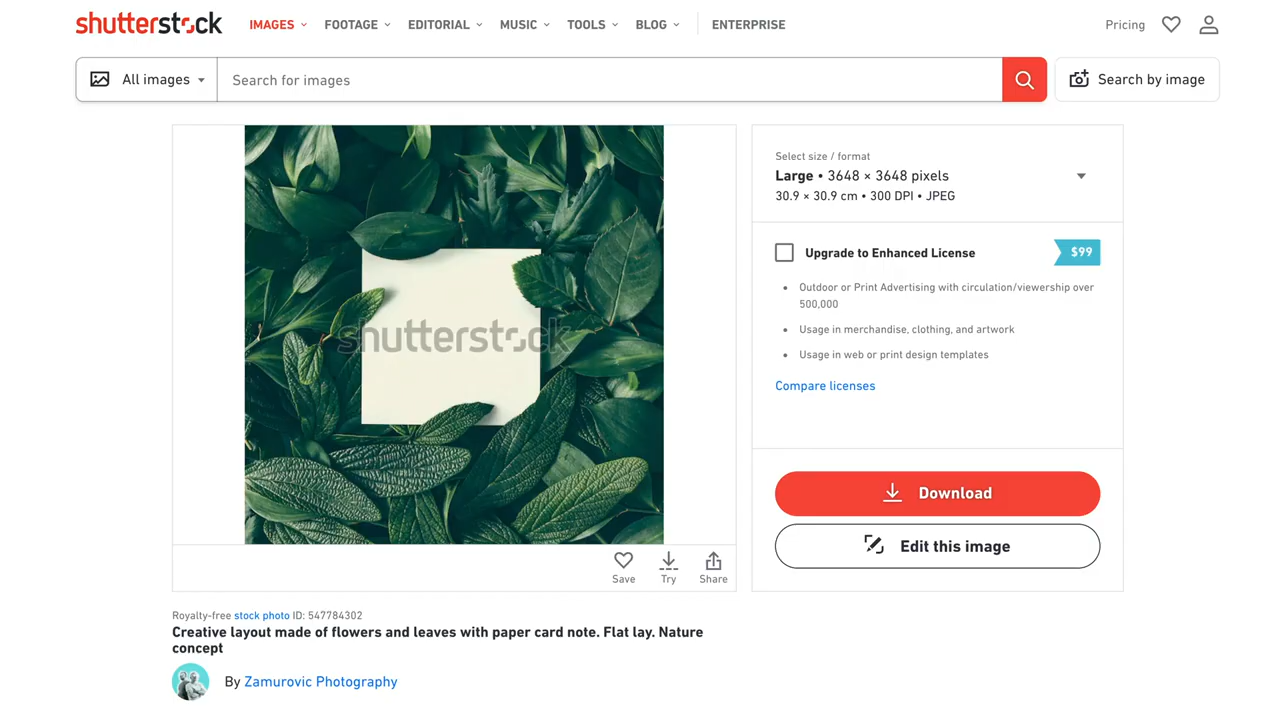 shutterstock
IMAGES
FOOTAGE
EDITORIAL
MUSIC
TOOLS
BLOG
ENTERPRISE
Pricing
All images
Search for images
Search by image
shutterstock
Save
Try
Share
Select size / format
Large • 3648 × 3648 pixels
30.9 × 30.9 cm • 300 DPI • JPEG
Upgrade to Enhanced License
$99
• Outdoor or Print Advertising with circulation/viewership over
500,000
• Usage in merchandise, clothing, and artwork
• Usage in web or print design templates
Compare licenses
Download
Edit this image
Royalty-free stock photo ID: 547784302
Creative layout made of flowers and leaves with paper card note. Flat lay. Nature
concept
By Zamurovic Photography